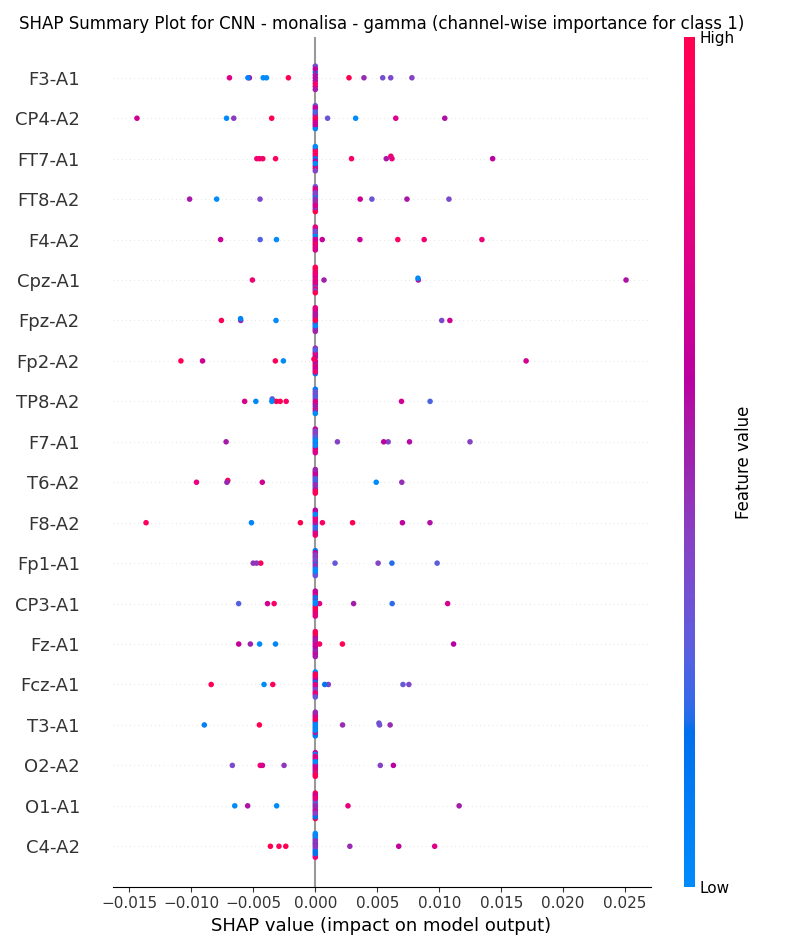 SHAP Summary Plot for CNN - monalisa - gamma (channel-wise importance for class 1)
High
F3-A1
CP4-A2
FT7-A1
FT8-A2
F4-A2
Cpz-A1
Fpz-A2
Fp2-A2
TP8-A2
F7-A1
T6-A2
F8-A2
Fp1-A1
CP3-A1
Fz-A1
Fcz-A1
T3-A1
O2-A2
O1-A1
C4-A2
Feature value
Low
−0.015 −0.010 −0.005 0.000 0.005 0.010 0.015 0.020 0.025
SHAP value (impact on model output)